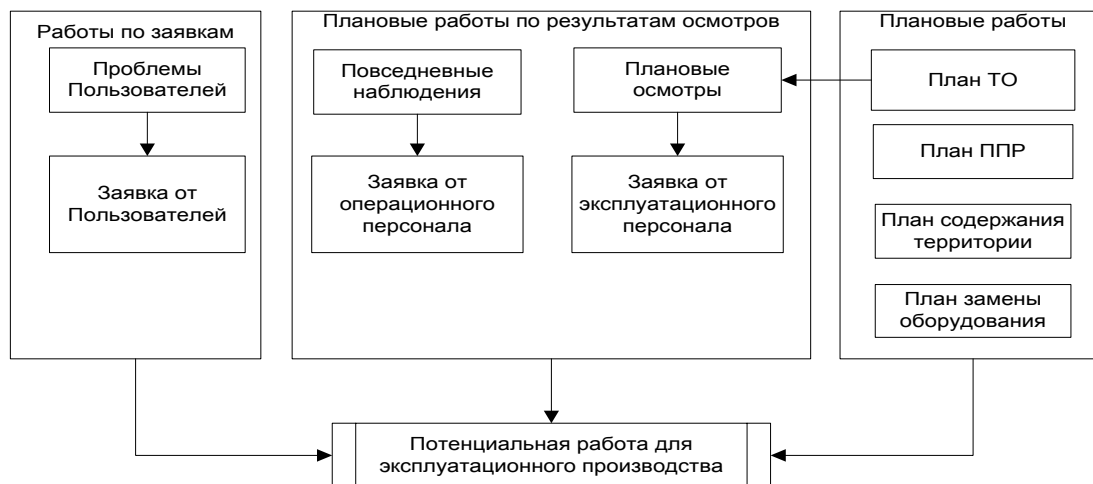 Работы по заявкам
Проблемы
Пользователей
Заявка от
Пользователей
Плановые работы по результатам осмотров
Повседневные
наблюдения
Плановые
осмотры
Заявка от
операционного
персонала
Заявка от
эксплуатационного
персонала
Плановые работы
План ТО
План ППР
План содержания
территории
План замены
оборудования
Потенциальная работа для
эксплуатационного производства